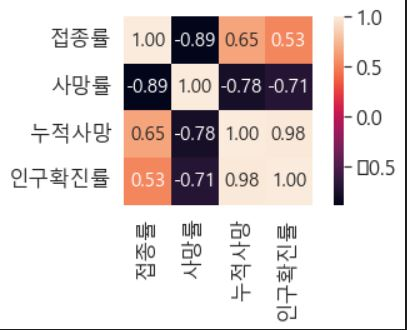 접종률 1.00 -0.89 0.65 0.53
사망률 -0.89 1.00 -0.78 -0.71
누적사망 0.65 -0.78 1.00 0.98
인구확진률 0.53 -0.71 0.98 1.00
접종률 사망률 누적사망 인구확진률
1.0
0.5
0.0
□0.5